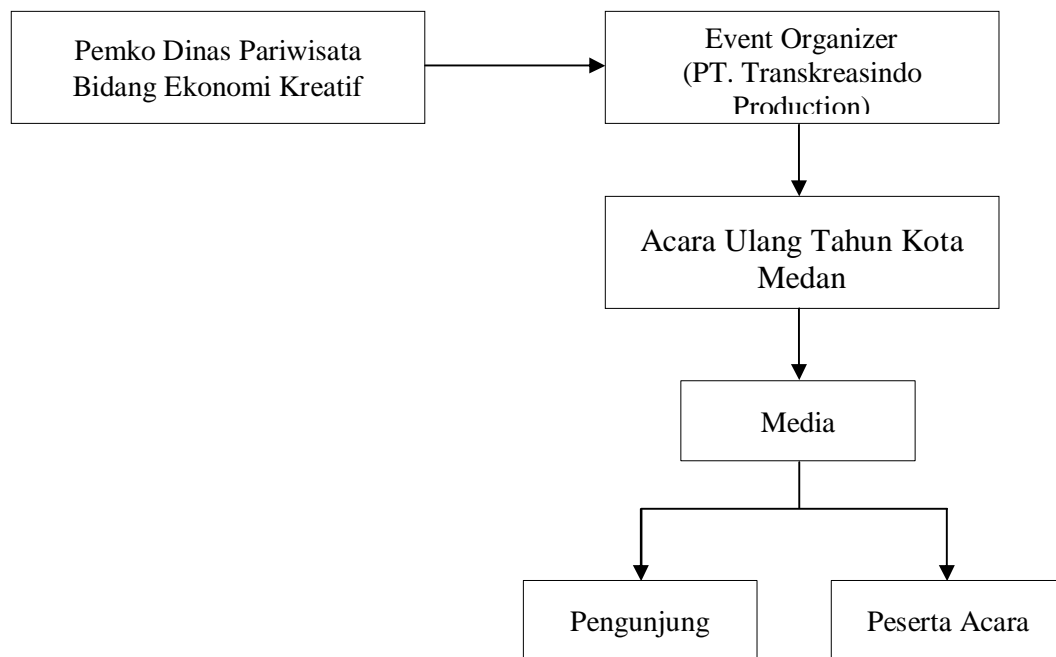 Pemko Dinas Pariwisata
Bidang Ekonomi Kreatif
Event Organizer
(PT. Transkreasindo
Production)
Acara Ulang Tahun Kota
Medan
Media
Pengunjung
Peserta Acara